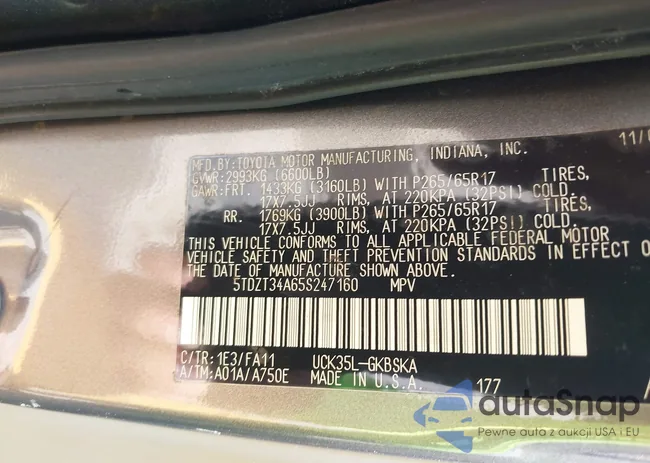 MFD.BY:TOYOTA MOTOR MANUFACTURING, INDIANA, INC. 11/
GVWR:2993KG (6600LB)
GAWR:FRT. 1433KG (3160LB) WITH P265/65R17 TIRES,
17X7.5JJ RIMS, AT 220KPA (32PSI) COLD.
RR. 1769KG (3900LB) WITH P265/65R17 TIRES,
17X7.5JJ RIMS, AT 220KPA (32PSI) COLD.
THIS VEHICLE CONFORMS TO ALL APPLICABLE FEDERAL MOTOR
VEHICLE SAFETY AND THEFT PREVENTION STANDARDS IN EFFECT O
THE DATE OF MANUFACTURE SHOWN ABOVE.
5TDZT34A65S247160 MPV
C/TR:1E3/FA11 UCK35L-GKBSKA
A/TM:A01A/A750E MADE IN U.S.A. 177
autoSnap
Pewne auto z aukcji USA i EU